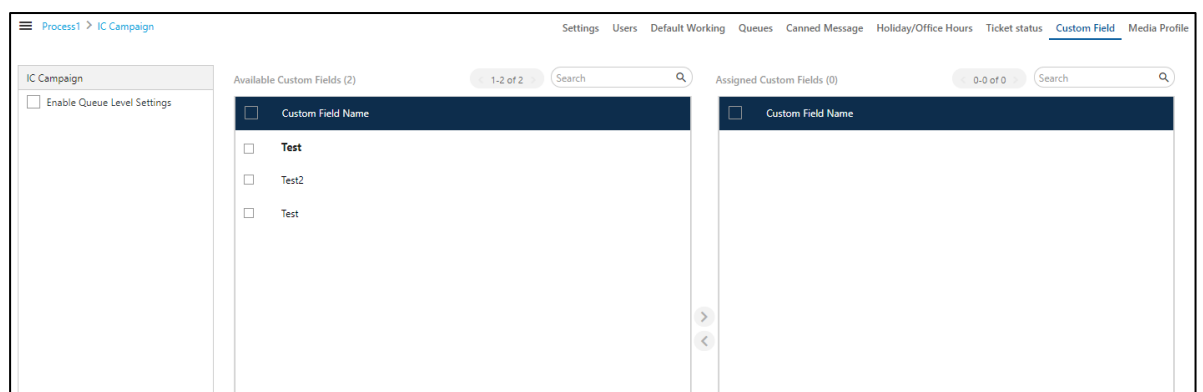 Process1 > IC Campaign
Settings Users Default Working Queues Canned Message Holiday/Office Hours Ticket status Custom Field Media Profile
IC Campaign
Enable Queue Level Settings
Available Custom Fields (2) 1-2 of 2 Search
Custom Field Name
Test
Test2
Test
Assigned Custom Fields (0) 0-0 of 0 Search
Custom Field Name